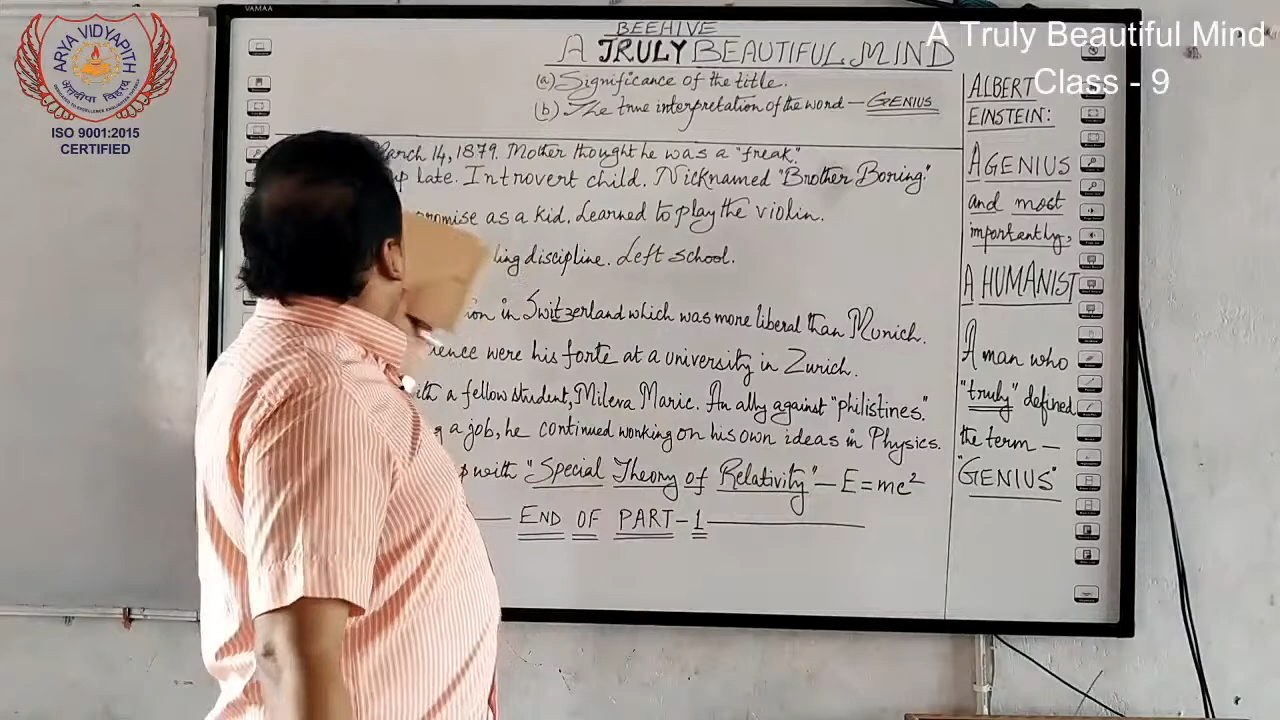 VAMAA
A Truly Beautiful Mind
Class - 9
ARYA VIDYAPITH
ISO 9001:2015
CERTIFIED
BEEHIVE
A TRULY BEAUTIFUL MIND
(a) Significance of the title.
(b) The true interpretation of the word – GENIUS
March 14, 1879. Mother thought he was a "freak".
up late. Introvert child. Nicknamed "Brother Boring."
promise as a kid. Learned to play the violin.
ling discipline. Left school.
ion in Switzerland which was more liberal than Munich.
ience were his forte at a university in Zurich.
ith a fellow student, Mileva Maric. An ally against "philistines."
g a job, he continued working on his own ideas in Physics.
p with "Special Theory of Relativity" – E = mc²
END OF PART – 1
ALBERT
EINSTEIN:
A GENIUS
and most
importantly,
A HUMANIST
A man who
"truly" defined
the term –
"GENIUS"